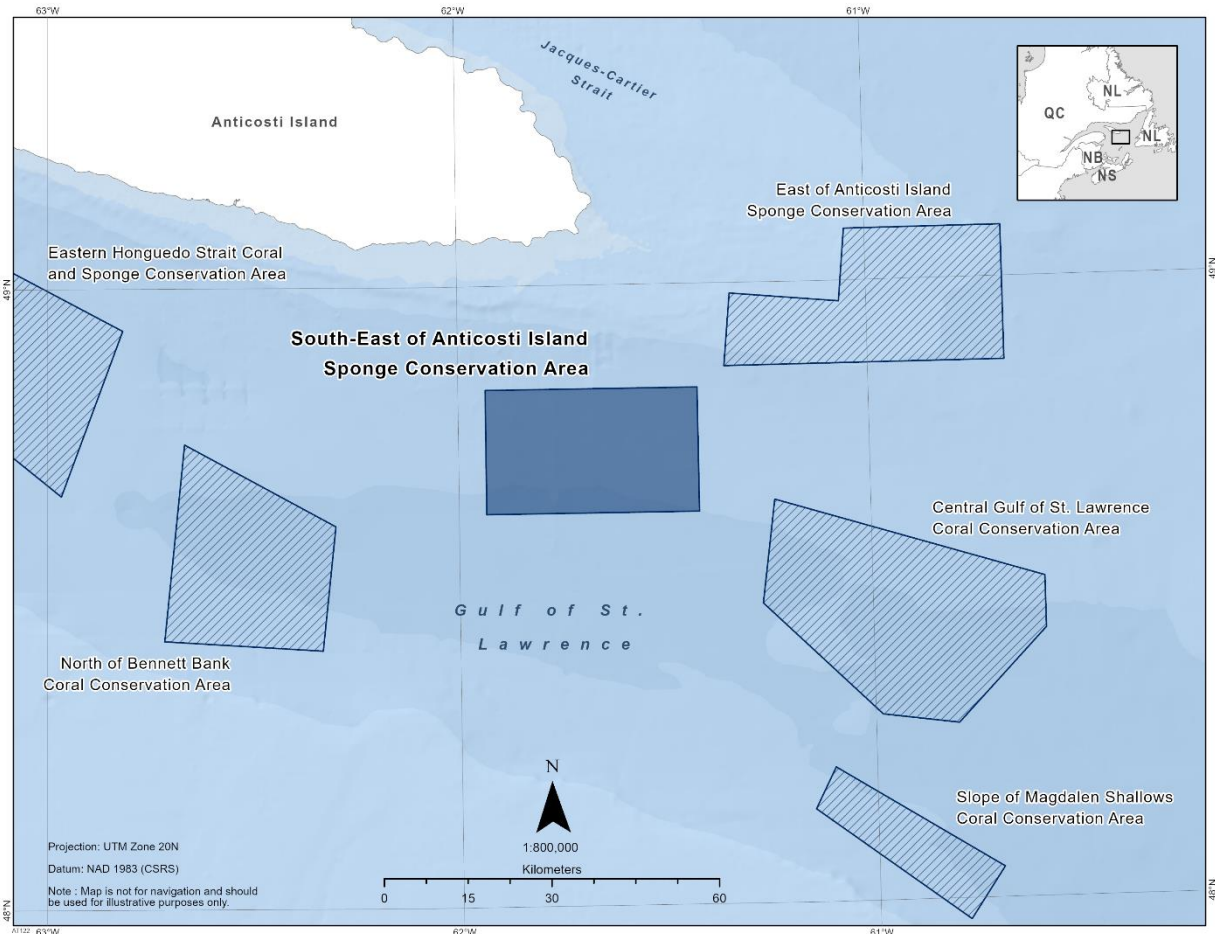 63°W
62°W
61°W
Jacques-Cartier
Strait
Anticosti Island
QC
NL
NL
NB
NS
East of Anticosti Island
Sponge Conservation Area
Eastern Honguedo Strait Coral
and Sponge Conservation Area
49°N
49°N
South-East of Anticosti Island
Sponge Conservation Area
Central Gulf of St. Lawrence
Coral Conservation Area
Gulf of St.
Lawrence
North of Bennett Bank
Coral Conservation Area
N
1:800,000
Kilometers
0 15 30 60
Slope of Magdalen Shallows
Coral Conservation Area
Projection: UTM Zone 20N
Datum: NAD 1983 (CSRS)
Note : Map is not for navigation and should
be used for illustrative purposes only.
48°N
48°N
63°W
62°W
61°W